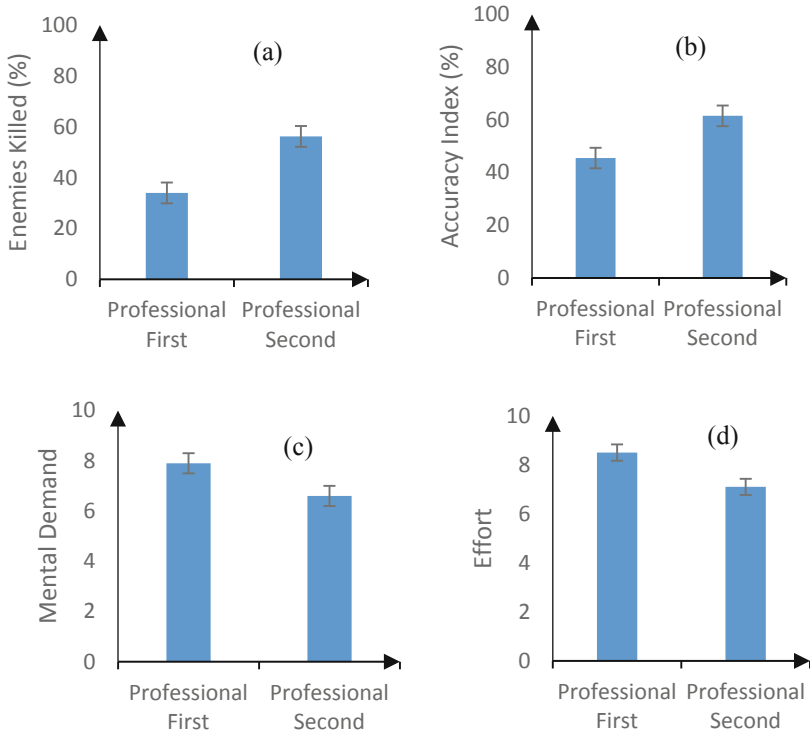 Enemies Killed (%)
100
80
60
40
20
0
(a)
Professional
First
Professional
Second
Accuracy Index (%)
100
80
60
40
20
0
(b)
Professional
First
Professional
Second
Mental Demand
10
8
6
4
2
0
(c)
Professional
First
Professional
Second
Effort
10
8
6
4
2
0
(d)
Professional
First
Professional
Second